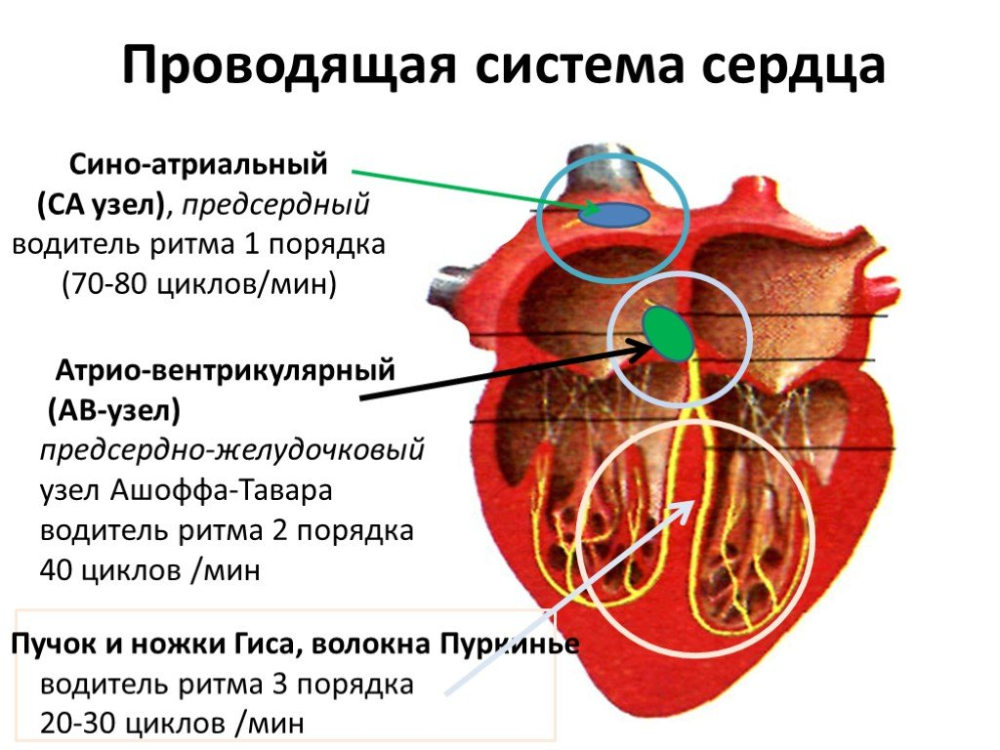 Проводящая система сердца
Сино-атриальный
(СА узел), предсердный
водитель ритма 1 порядка
(70-80 циклов/мин)
Атрио-вентрикулярный
(АВ-узел)
предсердно-желудочковый
узел Ашоффа-Тавара
водитель ритма 2 порядка
40 циклов /мин
Пучок и ножки Гиса, волокна Пуркинье
водитель ритма 3 порядка
20-30 циклов /мин